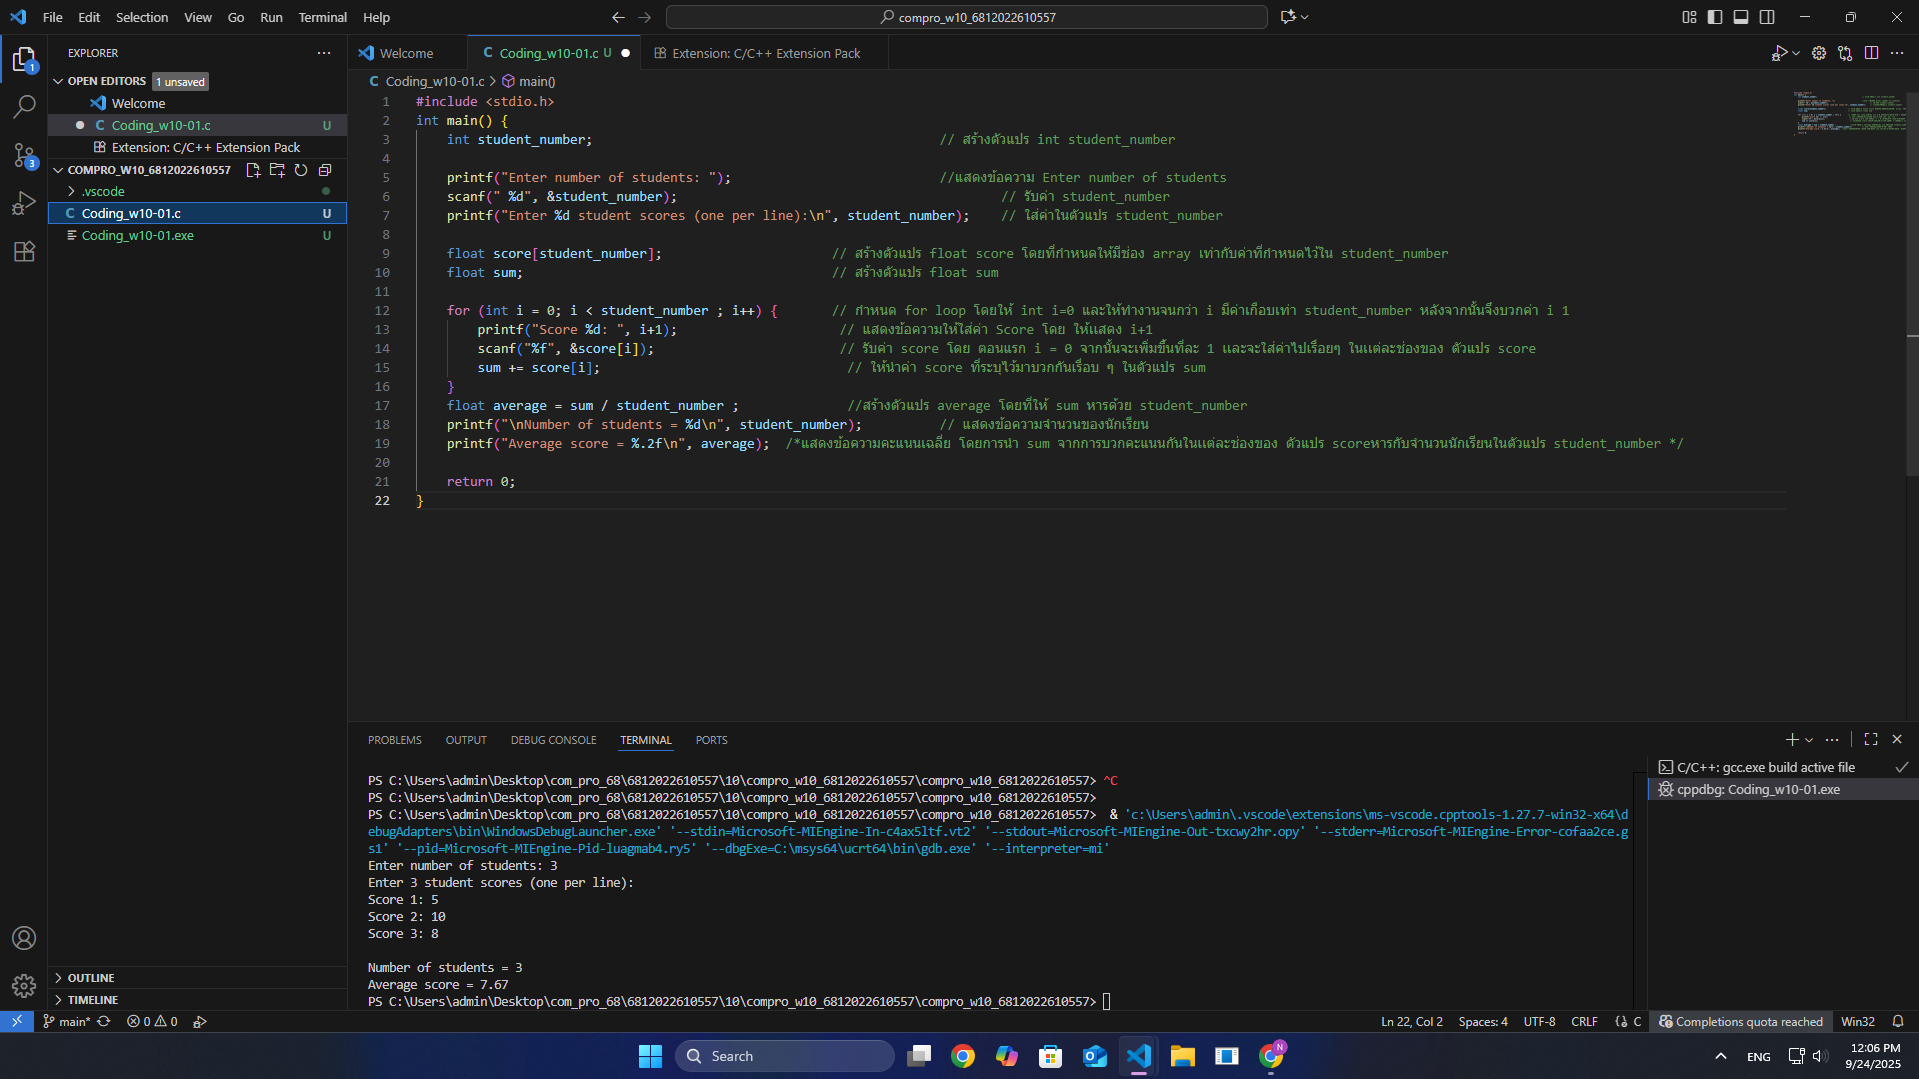 File Edit Selection View Go Run Terminal Help
compro_w10_6812022610557
EXPLORER
OPEN EDITORS 1 unsaved
Welcome
Coding_w10-01.c U
Extension: C/C++ Extension Pack
COMPRO_W10_6812022610557
.vscode
Coding_w10-01.c U
Coding_w10-01.exe U
OUTLINE
TIMELINE
Welcome
Coding_w10-01.c U
Extension: C/C++ Extension Pack
Coding_w10-01.c > main()
1 #include <stdio.h>
2 int main() {
3 int student_number; // สร้างตัวแปร int student_number
4
5 printf("Enter number of students: "); //แสดงข้อความ Enter number of students
6 scanf(" %d", &student_number); // รับค่า student_number
7 printf("Enter %d student scores (one per line):\n", student_number); // ใส่ค่าในตัวแปร student_number
8
9 float score[student_number]; // สร้างตัวแปร float score โดยที่กำหนดให้มีช่อง array เท่ากับค่าที่กำหนดไว้ใน student_number
10 float sum; // สร้างตัวแปร float sum
11
12 for (int i = 0; i < student_number ; i++) { // กำหนด for loop โดยให้ int i=0 และให้ทำงานจนกว่า i มีค่าเกือบเท่า student_number หลังจากนั้นจึงบวกค่า i 1
13 printf("Score %d: ", i+1); // แสดงข้อความให้ใส่ค่า Score โดย ให้แสดง i+1
14 scanf("%f", &score[i]); // รับค่า score โดย ตอนแรก i = 0 จากนั้นจะเพิ่มขึ้นที่ละ 1 และจะใส่ค่าไปเรื่อยๆ ในแต่ละช่องของ ตัวแปร score
15 sum += score[i]; // ให้นำค่า score ที่ระบุไว้มาบวกกันเรื่อบ ๆ ในตัวแปร sum
16 }
17 float average = sum / student_number ; //สร้างตัวแปร average โดยที่ให้ sum หารด้วย student_number
18 printf("\nNumber of students = %d\n", student_number); // แสดงข้อความจำนวนของนักเรียน
19 printf("Average score = %.2f\n", average); /*แสดงข้อความคะแนนเฉลี่ย โดยการนำ sum จากการบวกคะแนนกันในแต่ละช่องของ ตัวแปร scoreหารกับจำนวนนักเรียนในตัวแปร student_number */
20
21 return 0;
22 }
PROBLEMS OUTPUT DEBUG CONSOLE TERMINAL PORTS
PS C:\Users\admin\Desktop\com_pro_68\6812022610557\10\compro_w10_6812022610557\compro_w10_6812022610557> ^C
PS C:\Users\admin\Desktop\com_pro_68\6812022610557\10\compro_w10_6812022610557\compro_w10_6812022610557>
PS C:\Users\admin\Desktop\com_pro_68\6812022610557\10\compro_w10_6812022610557\compro_w10_6812022610557> & 'c:\Users\admin\.vscode\extensions\ms-vscode.cpptools-1.27.7-win32-x64\d
ebugAdapters\bin\WindowsDebugLauncher.exe' '--stdin=Microsoft-MIEngine-In-c4ax5ltf.vt2' '--stdout=Microsoft-MIEngine-Out-txcwy2hr.opy' '--stderr=Microsoft-MIEngine-Error-cofaa2ce.g
s1' '--pid=Microsoft-MIEngine-Pid-luagmab4.ry5' '--dbgExe=C:\msys64\ucrt64\bin\gdb.exe' '--interpreter=mi'
Enter number of students: 3
Enter 3 student scores (one per line):
Score 1: 5
Score 2: 10
Score 3: 8
Number of students = 3
Average score = 7.67
PS C:\Users\admin\Desktop\com_pro_68\6812022610557\10\compro_w10_6812022610557\compro_w10_6812022610557>
C/C++: gcc.exe build active file
cppdbg: Coding_w10-01.exe
main* 0 0 Ln 22, Col 2 Spaces: 4 UTF-8 CRLF C Completions quota reached Win32
Search
ENG
12:06 PM
9/24/2025